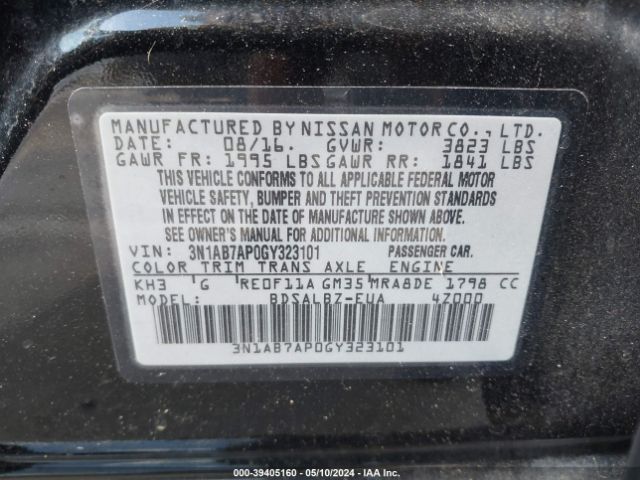 MANUFACTURED BY NISSAN MOTOR CO., LTD.
DATE: 08/16. GVWR: 3823 LBS
GAWR FR: 1995 LBS GAWR RR: 1841 LBS
THIS VEHICLE CONFORMS TO ALL APPLICABLE FEDERAL MOTOR
VEHICLE SAFETY, BUMPER AND THEFT PREVENTION STANDARDS
IN EFFECT ON THE DATE OF MANUFACTURE SHOWN ABOVE.
SEE OWNER'S MANUAL FOR ADDITIONAL INFORMATION.
VIN: 3N1AB7AP0GY323101 PASSENGER CAR.
COLOR TRIM TRANS AXLE ENGINE
KH3 G RE0F11A GM35 MRA8DE 1798 CC
MODEL: BDSALBZ-EUA 4Z000
3N1AB7AP0GY323101
000-39405160 - 05/10/2024 - IAA Inc.